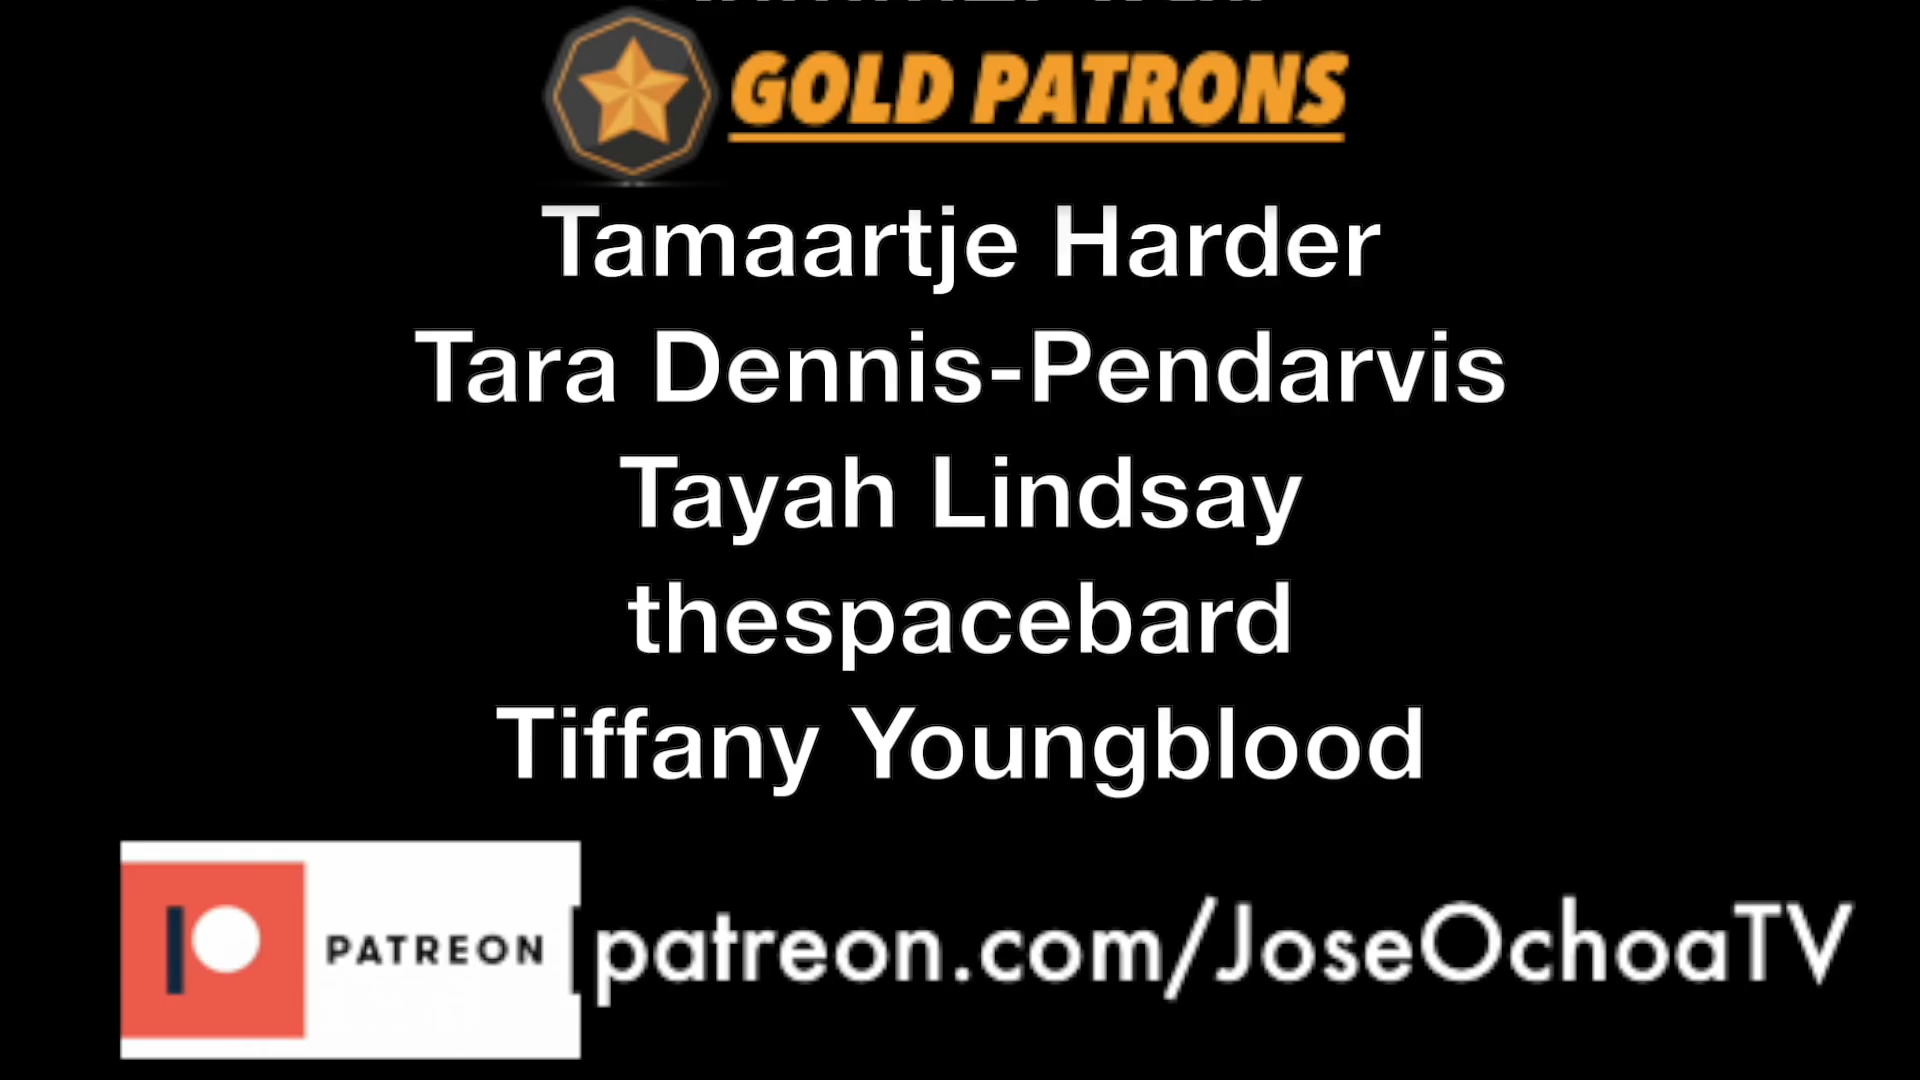 GOLD PATRONS
Tamaartje Harder
Tara Dennis-Pendarvis
Tayah Lindsay
thespacebard
Tiffany Youngblood
PATREON patreon.com/JoseOchoaTV